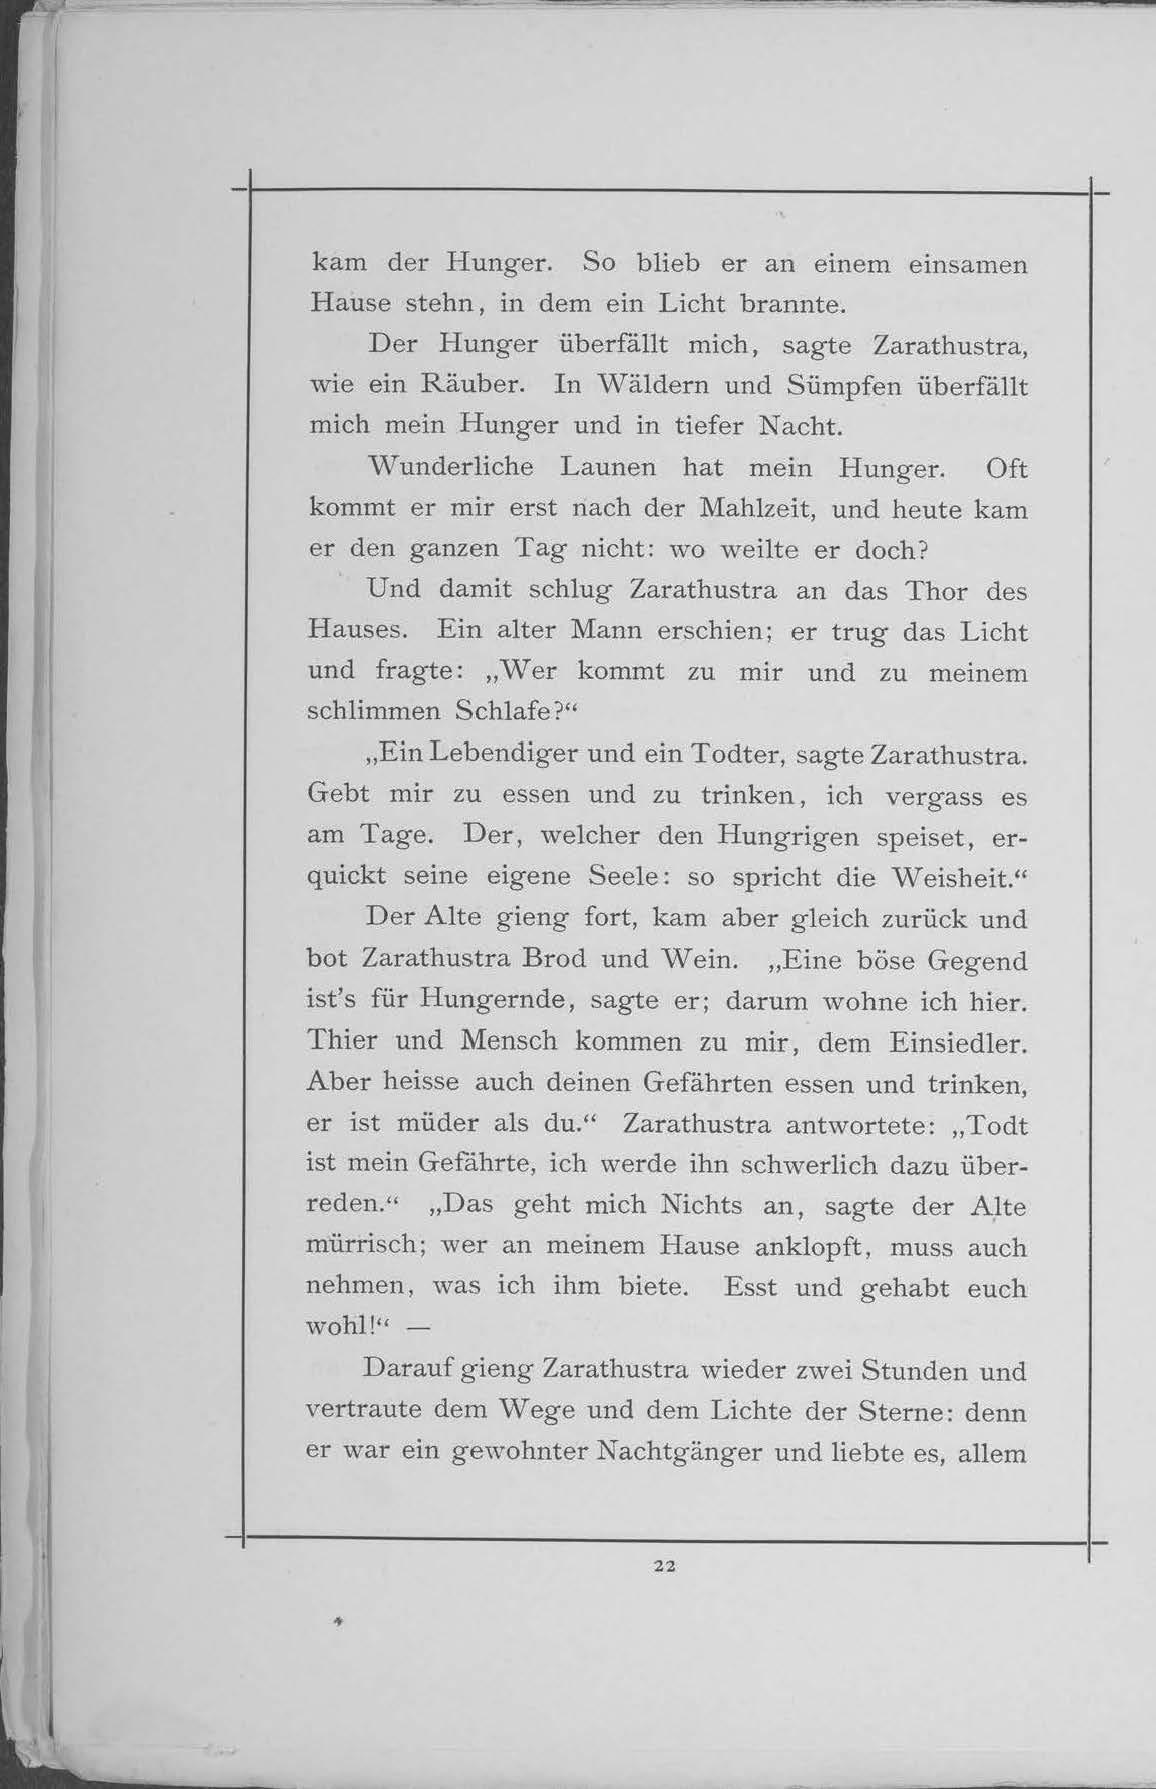 kam der Hunger. So blieb er an einem einsamen
Hause stehn, in dem ein Licht brannte.
Der Hunger überfällt mich, sagte Zarathustra,
wie ein Räuber. In Wäldern und Sümpfen überfällt
mich mein Hunger und in tiefer Nacht.
Wunderliche Launen hat mein Hunger. Oft
kommt er mir erst nach der Mahlzeit, und heute kam
er den ganzen Tag nicht: wo weilte er doch?
Und damit schlug Zarathustra an das Thor des
Hauses. Ein alter Mann erschien; er trug das Licht
und fragte: „Wer kommt zu mir und zu meinem
schlimmen Schlafe?“
„Ein Lebendiger und ein Todter, sagte Zarathustra.
Gebt mir zu essen und zu trinken, ich vergass es
am Tage. Der, welcher den Hungrigen speiset, er-
quickt seine eigene Seele: so spricht die Weisheit.“
Der Alte gieng fort, kam aber gleich zurück und
bot Zarathustra Brod und Wein. „Eine böse Gegend
ist's für Hungernde, sagte er; darum wohne ich hier.
Thier und Mensch kommen zu mir, dem Einsiedler.
Aber heisse auch deinen Gefährten essen und trinken,
er ist müder als du.“ Zarathustra antwortete: „Todt
ist mein Gefährte, ich werde ihn schwerlich dazu über-
reden.“ „Das geht mich Nichts an, sagte der Alte
mürrisch; wer an meinem Hause anklopft, muss auch
nehmen, was ich ihm biete. Esst und gehabt euch
wohl!“ —
Darauf gieng Zarathustra wieder zwei Stunden und
vertraute dem Wege und dem Lichte der Sterne: denn
er war ein gewohnter Nachtgänger und liebte es, allem
22